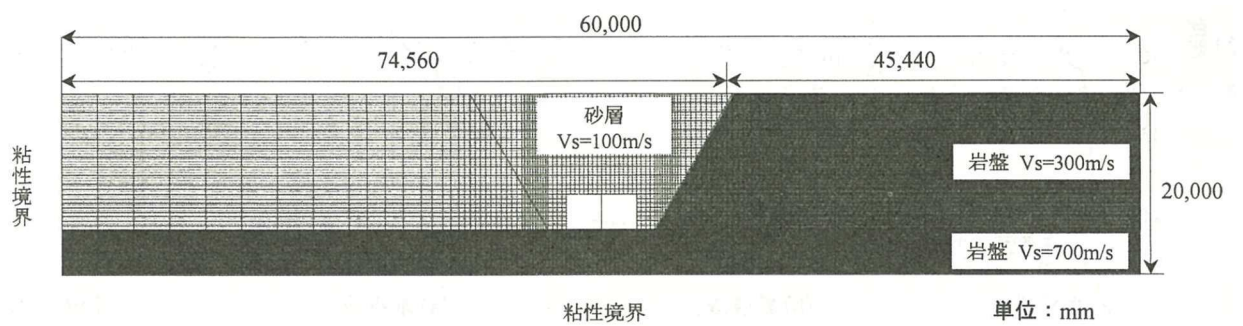 60,000
74,560
45,440
砂層
Vs=100m/s
粘性境界
岩盤 Vs=300m/s
20,000
岩盤 Vs=700m/s
粘性境界
単位：mm